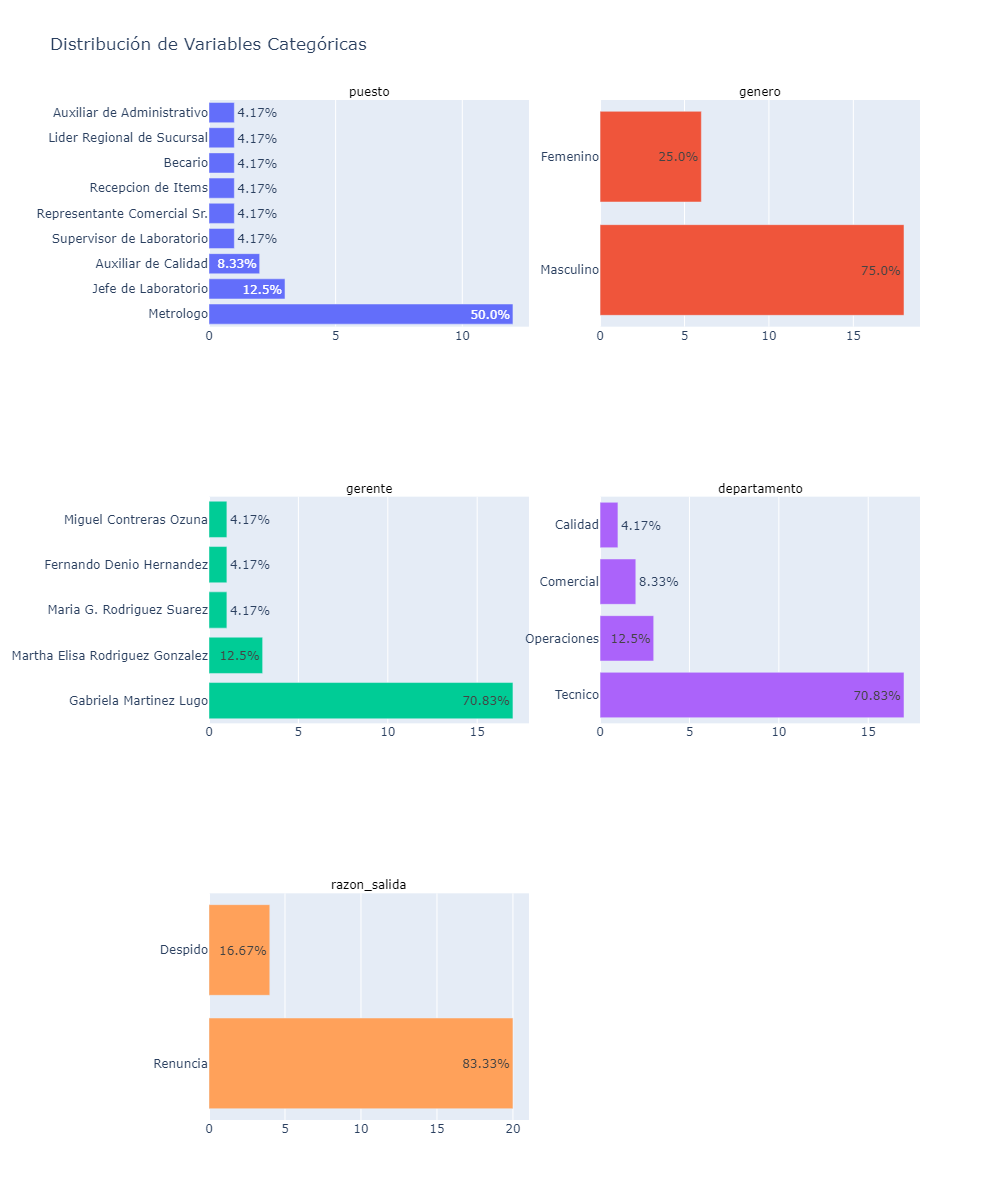 Distribución de Variables Categóricas
puesto
Auxiliar de Administrativo 4.17%
Lider Regional de Sucursal 4.17%
Becario 4.17%
Recepcion de Items 4.17%
Representante Comercial Sr. 4.17%
Supervisor de Laboratorio 4.17%
Auxiliar de Calidad 8.33%
Jefe de Laboratorio 12.5%
Metrologo 50.0%
0 5 10
genero
Femenino 25.0%
Masculino 75.0%
0 5 10 15
gerente
Miguel Contreras Ozuna 4.17%
Fernando Denio Hernandez 4.17%
Maria G. Rodriguez Suarez 4.17%
Martha Elisa Rodriguez Gonzalez 12.5%
Gabriela Martinez Lugo 70.83%
0 5 10 15
departamento
Calidad 4.17%
Comercial 8.33%
Operaciones 12.5%
Tecnico 70.83%
0 5 10 15
razon_salida
Despido 16.67%
Renuncia 83.33%
0 5 10 15 20